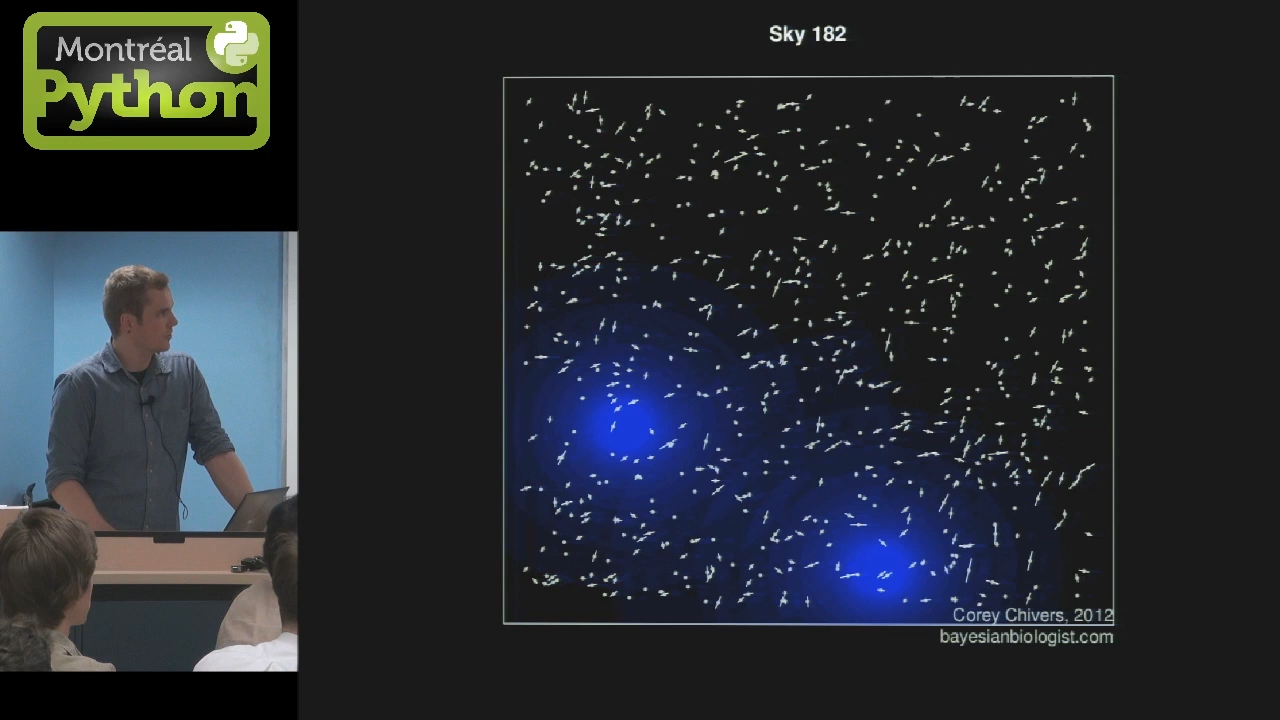 Montréal
Python
Sky 182
Corey Chivers, 2012
bayesianbiologist.com